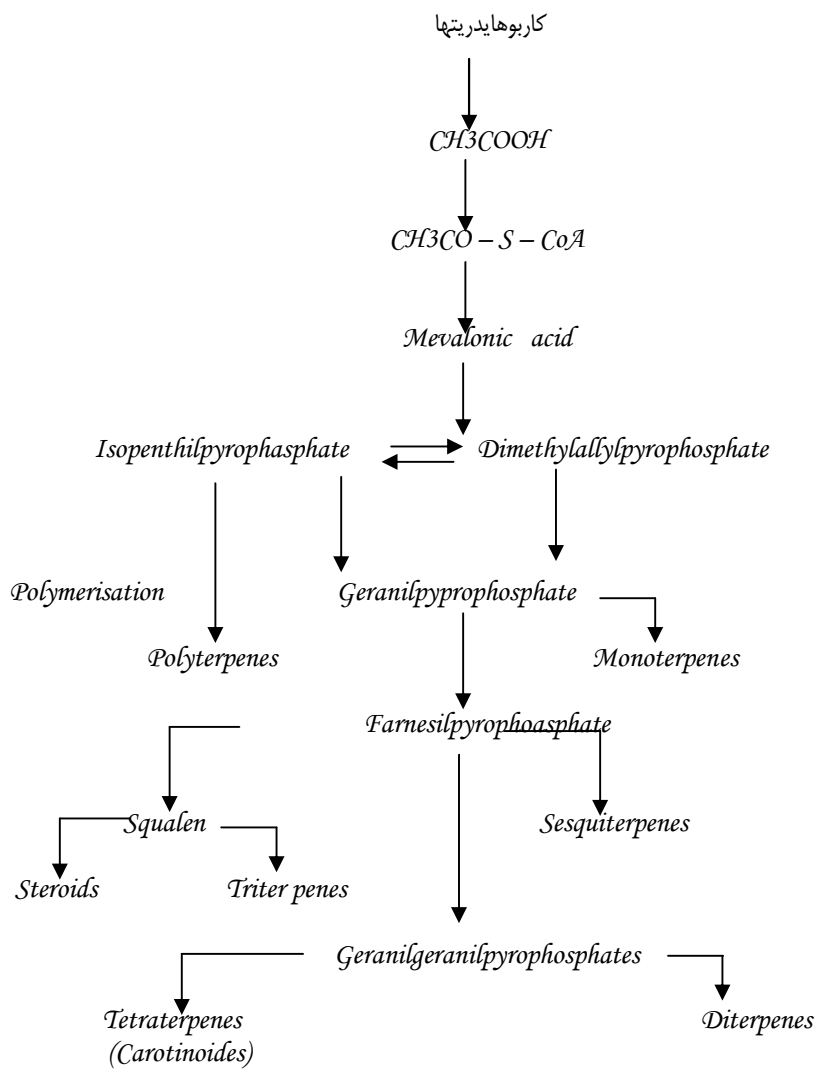 کاربوهایدریتها
CH3COOH
CH3CO – S – CoA
Mevalonic acid
Isopenthilpyrophasphate
Dimethylallylpyrophosphate
Polymerisation
Geranilpyprophosphate
Polyterpenes
Monoterpenes
Farnesilpyrophoasphate
Squalen
Sesquiterpenes
Steroids
Triter penes
Geranilgeranilpyrophosphates
Tetraterpenes
(Carotinoides)
Diterpenes